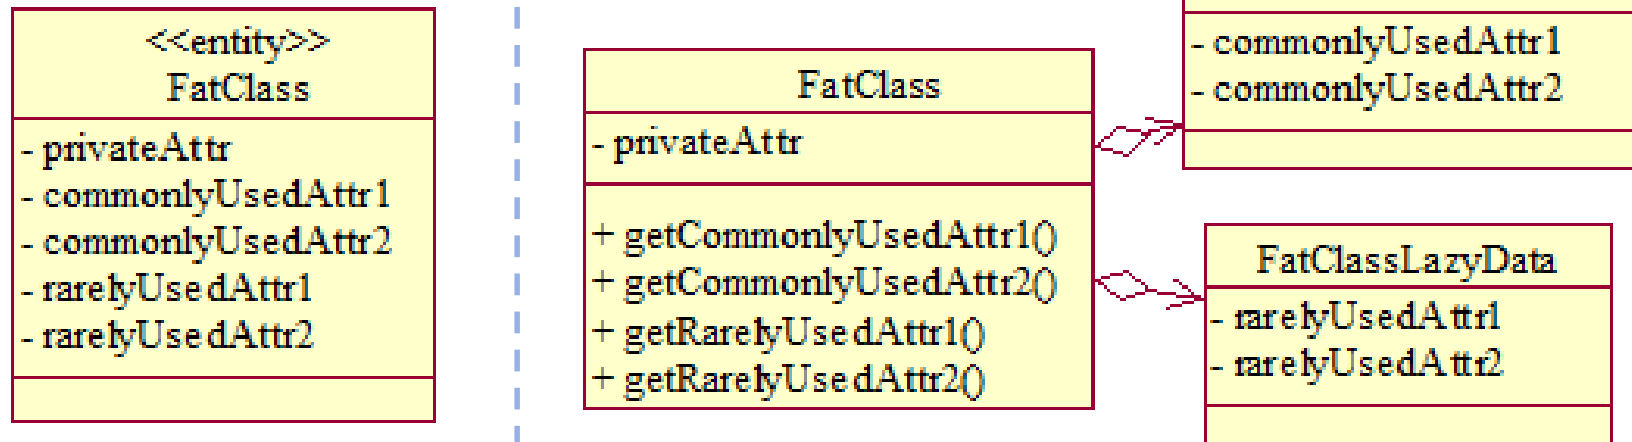 <<entity>>
FatClass
- privateAttr
- commonlyUsedAttr1
- commonlyUsedAttr2
- rarelyUsedAttr1
- rarelyUsedAttr2
FatClass
- privateAttr
+ getCommonlyUsedAttr1()
+ getCommonlyUsedAttr2()
+ getRarelyUsedAttr1()
+ getRarelyUsedAttr2()
- commonlyUsedAttr1
- commonlyUsedAttr2
FatClassLazyData
- rarelyUsedAttr1
- rarelyUsedAttr2